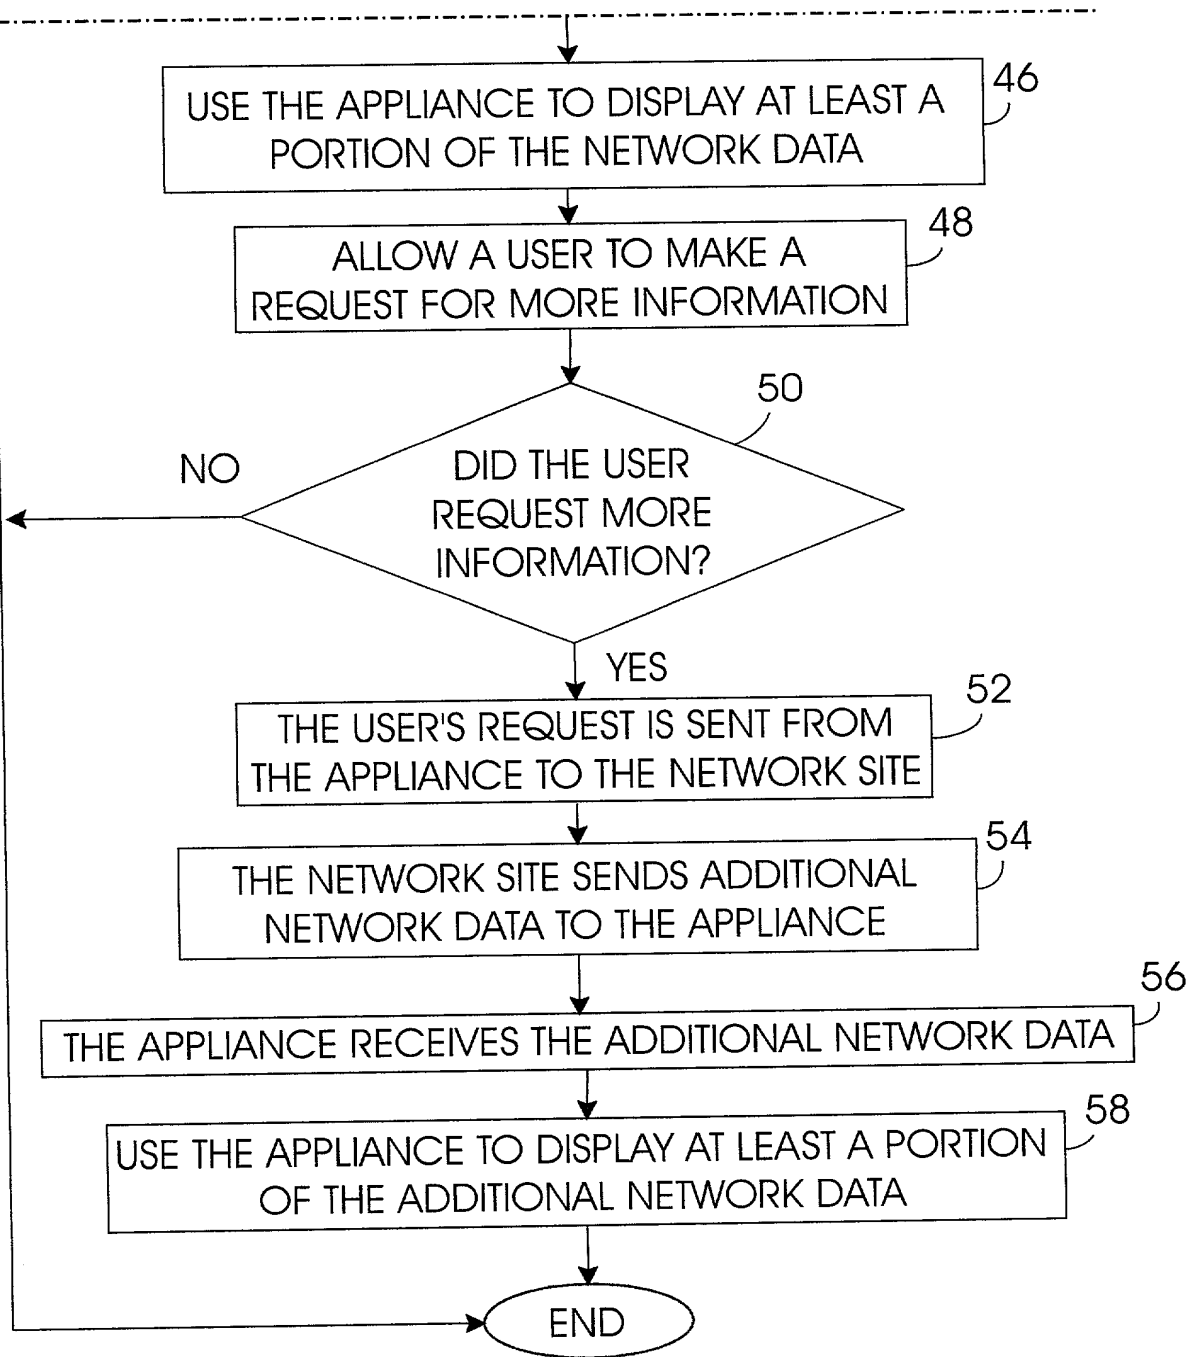 46
USE THE APPLIANCE TO DISPLAY AT LEAST A
PORTION OF THE NETWORK DATA
48
ALLOW A USER TO MAKE A
REQUEST FOR MORE INFORMATION
50
NO
DID THE USER
REQUEST MORE
INFORMATION?
YES
52
THE USER'S REQUEST IS SENT FROM
THE APPLIANCE TO THE NETWORK SITE
54
THE NETWORK SITE SENDS ADDITIONAL
NETWORK DATA TO THE APPLIANCE
56
THE APPLIANCE RECEIVES THE ADDITIONAL NETWORK DATA
58
USE THE APPLIANCE TO DISPLAY AT LEAST A PORTION
OF THE ADDITIONAL NETWORK DATA
END